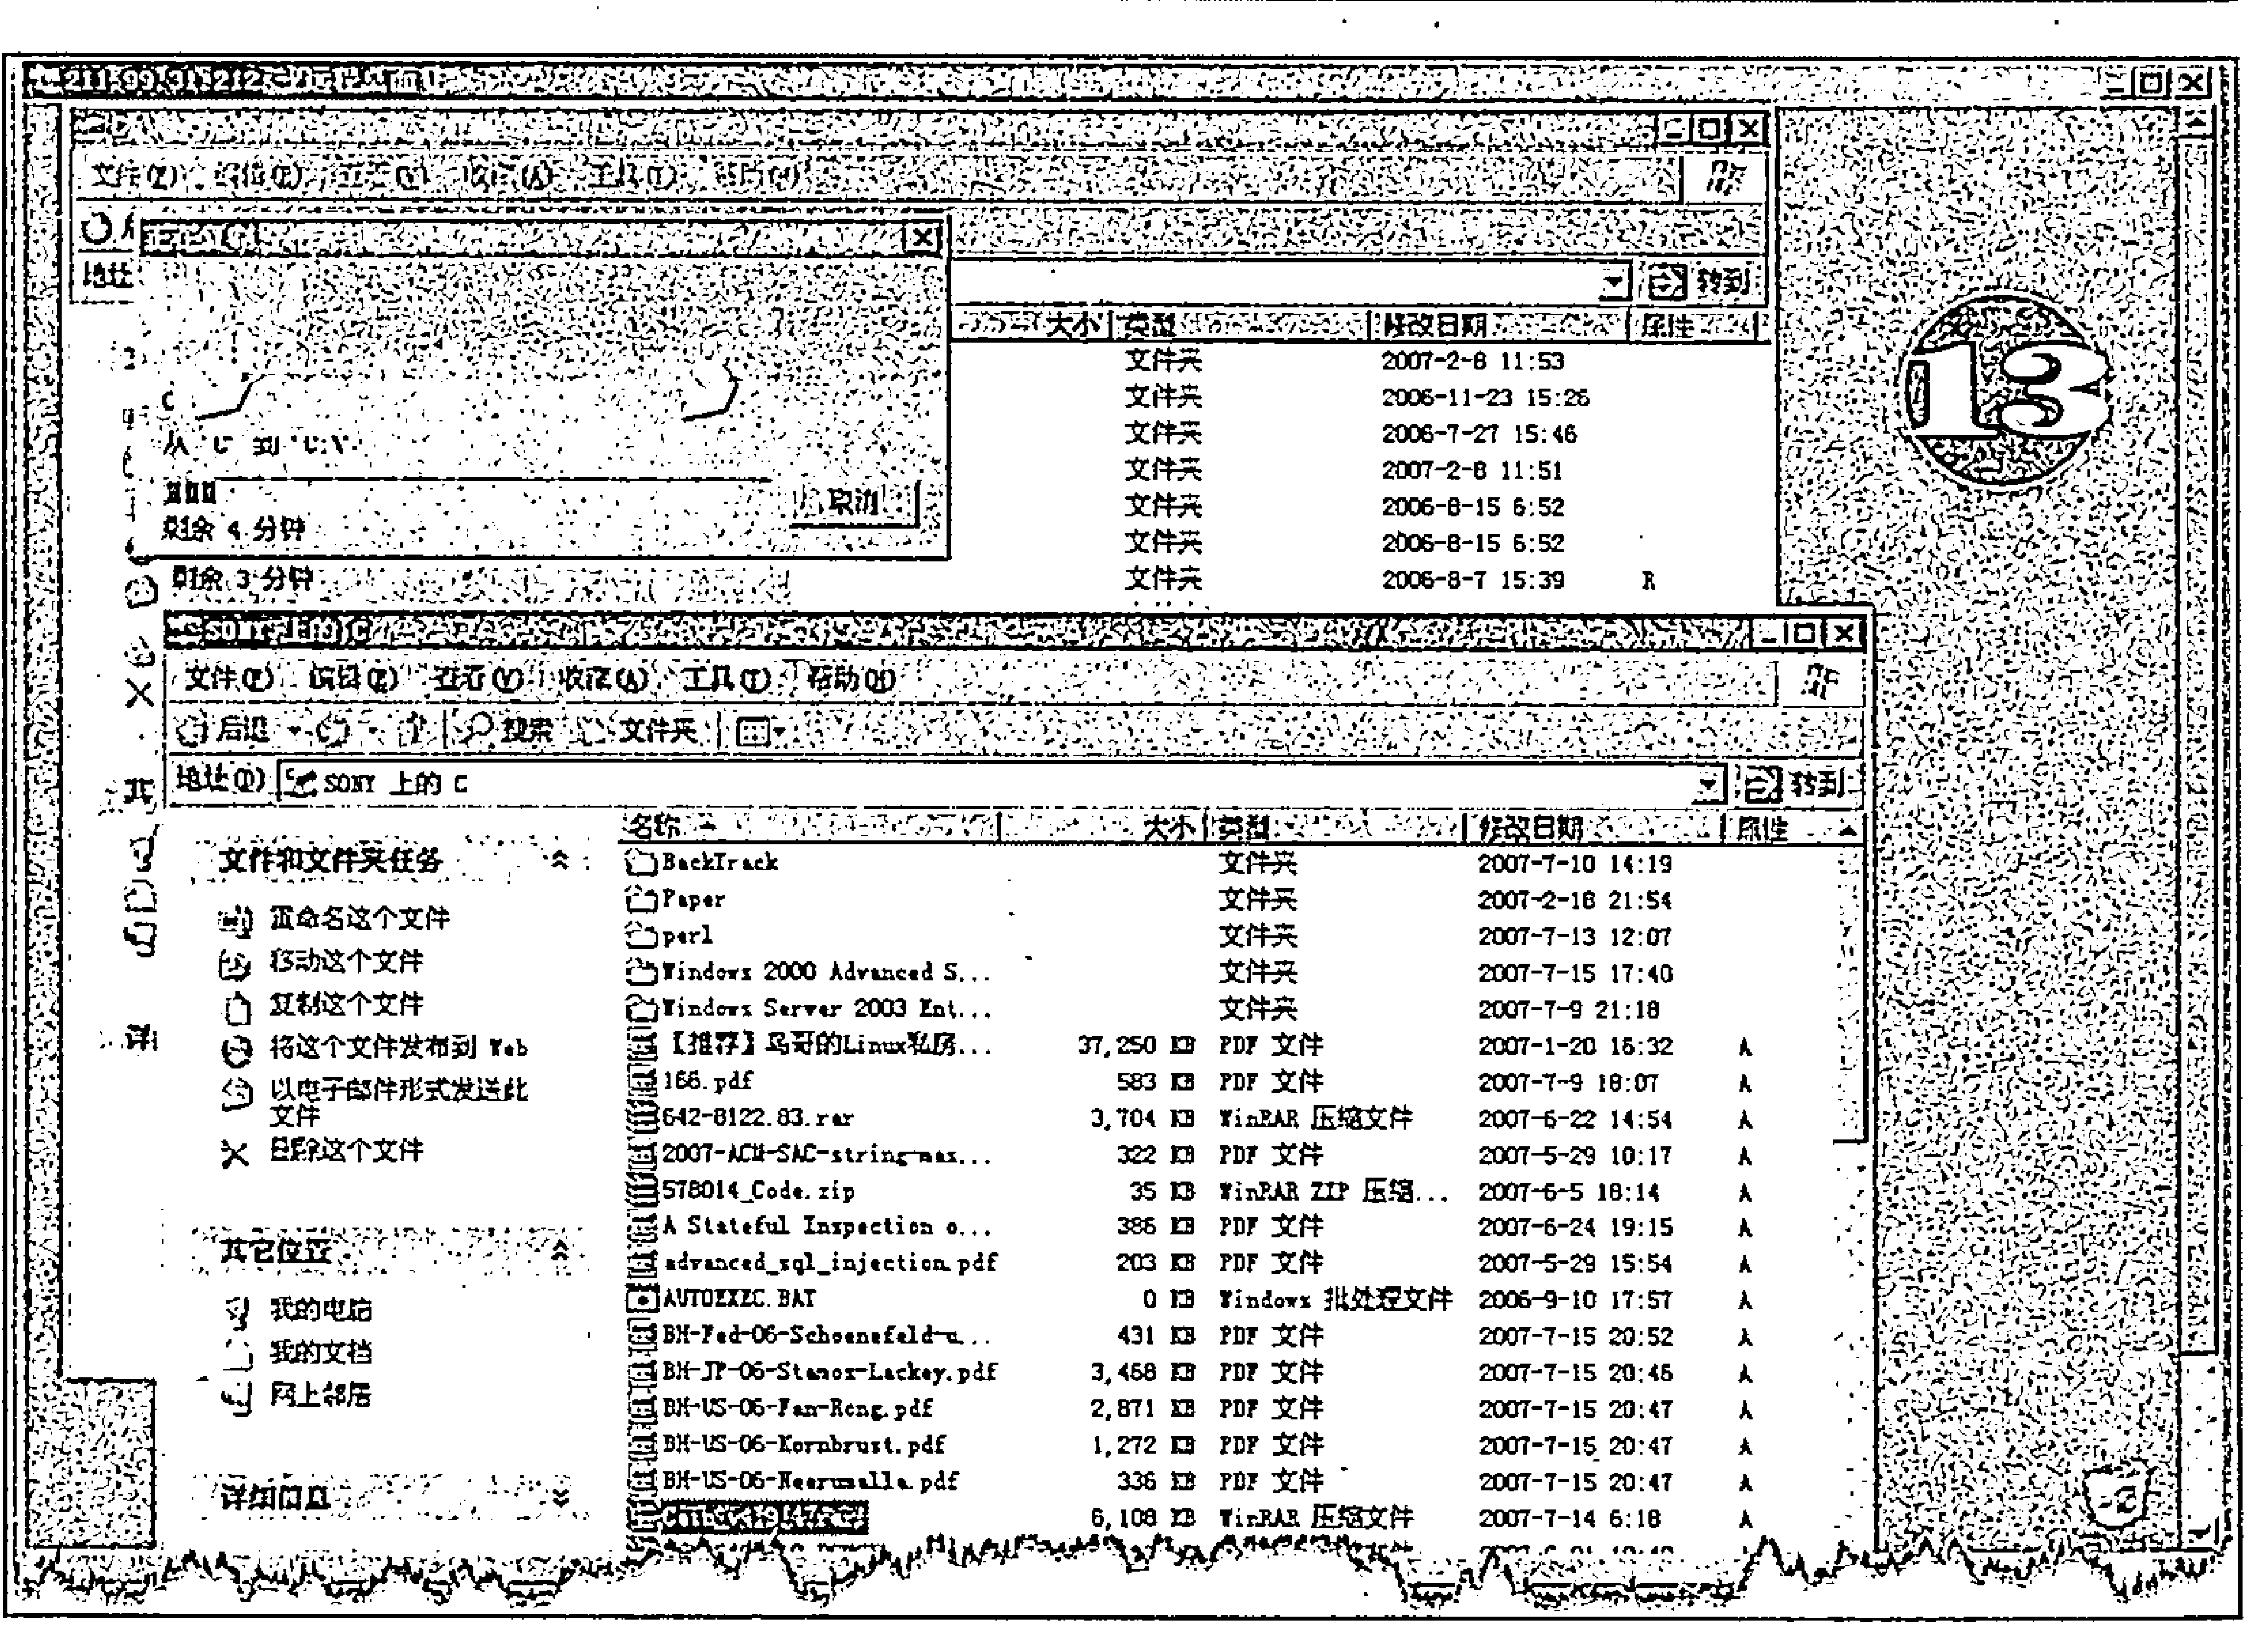 文件(F) 编辑(E) 工具(T)
地址
转到
大小 类型 修改日期 属性
文件夹 2007-2-8 11:53
文件夹 2006-11-23 15:26
文件夹 2006-7-27 15:46
文件夹 2007-2-8 11:51
文件夹 2006-8-15 6:52
文件夹 2006-8-15 6:52
文件夹 2006-8-7 15:39 R
取消
剩余 4 分钟
剩余 3 分钟
13
SONY 上的 C
文件(F) 编辑(E) 查看(V) 收藏(A) 工具(T) 帮助(H)
后退 搜索 文件夹
地址(D) SONY 上的 C 转到
名称 大小 类型 修改日期 属性
文件和文件夹任务
重命名这个文件
移动这个文件
复制这个文件
将这个文件发布到 Web
以电子邮件形式发送此
文件
删除这个文件
其它位置
我的电脑
我的文档
网上邻居
详细信息
BackTrack 文件夹 2007-7-10 14:19
Paper 文件夹 2007-2-18 21:54
perl 文件夹 2007-7-13 12:07
Windows 2000 Advanced S... 文件夹 2007-7-15 17:40
Windows Server 2003 Ent... 文件夹 2007-7-9 21:18
【推荐】鸟哥的Linux私房... 37,250 KB PDF 文件 2007-1-20 16:32 A
166.pdf 583 KB PDF 文件 2007-7-9 18:07 A
642-8122.83.rar 3,704 KB WinRAR 压缩文件 2007-6-22 14:54 A
2007-ACM-SAC-string-mas... 322 KB PDF 文件 2007-5-29 10:17 A
578014_Code.zip 35 KB WinRAR ZIP 压缩... 2007-6-5 18:14 A
A Stateful Inspection o... 386 KB PDF 文件 2007-6-24 19:15 A
advanced_sql_injection.pdf 203 KB PDF 文件 2007-5-29 15:54 A
AUTOEXEC.BAT 0 KB Windows 批处理文件 2006-9-10 17:57 A
BH-Fed-06-Schoenefeld-u... 431 KB PDF 文件 2007-7-15 20:52 A
BH-JP-06-Stamos-Lackey.pdf 3,468 KB PDF 文件 2007-7-15 20:46 A
BH-US-06-Fan-Rong.pdf 2,871 KB PDF 文件 2007-7-15 20:47 A
BH-US-06-Kornbrust.pdf 1,272 KB PDF 文件 2007-7-15 20:47 A
BH-US-06-Neerumalla.pdf 336 KB PDF 文件 2007-7-15 20:47 A
6,108 KB WinRAR 压缩文件 2007-7-14 6:18 A